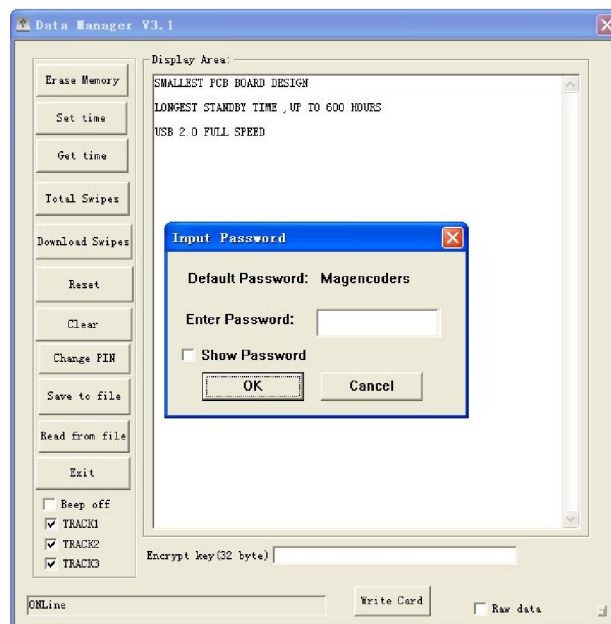 Data Manager V3.1
Erase Memory
Set time
Get time
Total Swipes
Download Swipes
Reset
Clear
Change PIN
Save to file
Read from file
Exit
Beep off
TRACK1
TRACK2
TRACK3
Display Area:
SMALLEST PCB BOARD DESIGN
LONGEST STANDBY TIME ,UP TO 600 HOURS
USB 2.0 FULL SPEED
Input Password
Default Password: Magencoders
Enter Password:
Show Password
OK Cancel
Encrypt key(32 byte)
ONLine
Write Card
Raw data